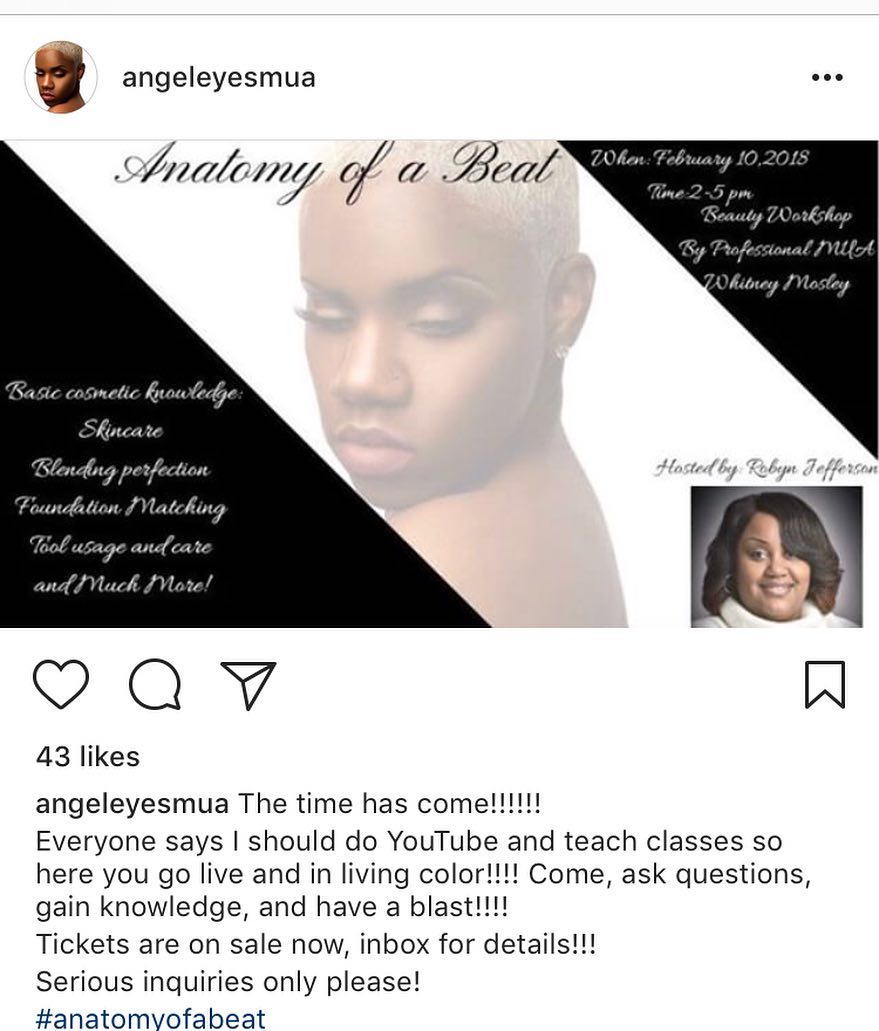 angeleyesmua
Anatomy of a Beat
When: February 10, 2018
Time: 2-5 pm
Beauty Workshop
By Professional MUA
Whitney Mosley
Basic cosmetic knowledge:
Skincare
Blending perfection
Foundation Matching
Tool usage and care
and Much More!
Hosted by: Robyn Jefferson
43 likes
angeleyesmua The time has come!!!!!!
Everyone says I should do YouTube and teach classes so
here you go live and in living color!!!! Come, ask questions,
gain knowledge, and have a blast!!!!
Tickets are on sale now, inbox for details!!!
Serious inquiries only please!
#anatomyofabeat